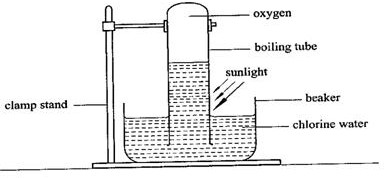 oxygen
boiling tube
sunlight
beaker
clamp stand
chlorine water